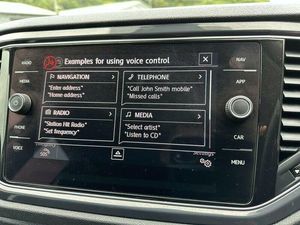 Examples for using voice control
RADIO
NAV
NAVIGATION
TELEPHONE
"Enter address"
"Call John Smith mobile"
MEDIA
APP
"Home address"
"Missed calls"
RADIO
MEDIA
PHONE
CAR
"Station Hit Radio"
"Select artist"
"Set frequency"
"Listen to CD"
VOICE
MENU